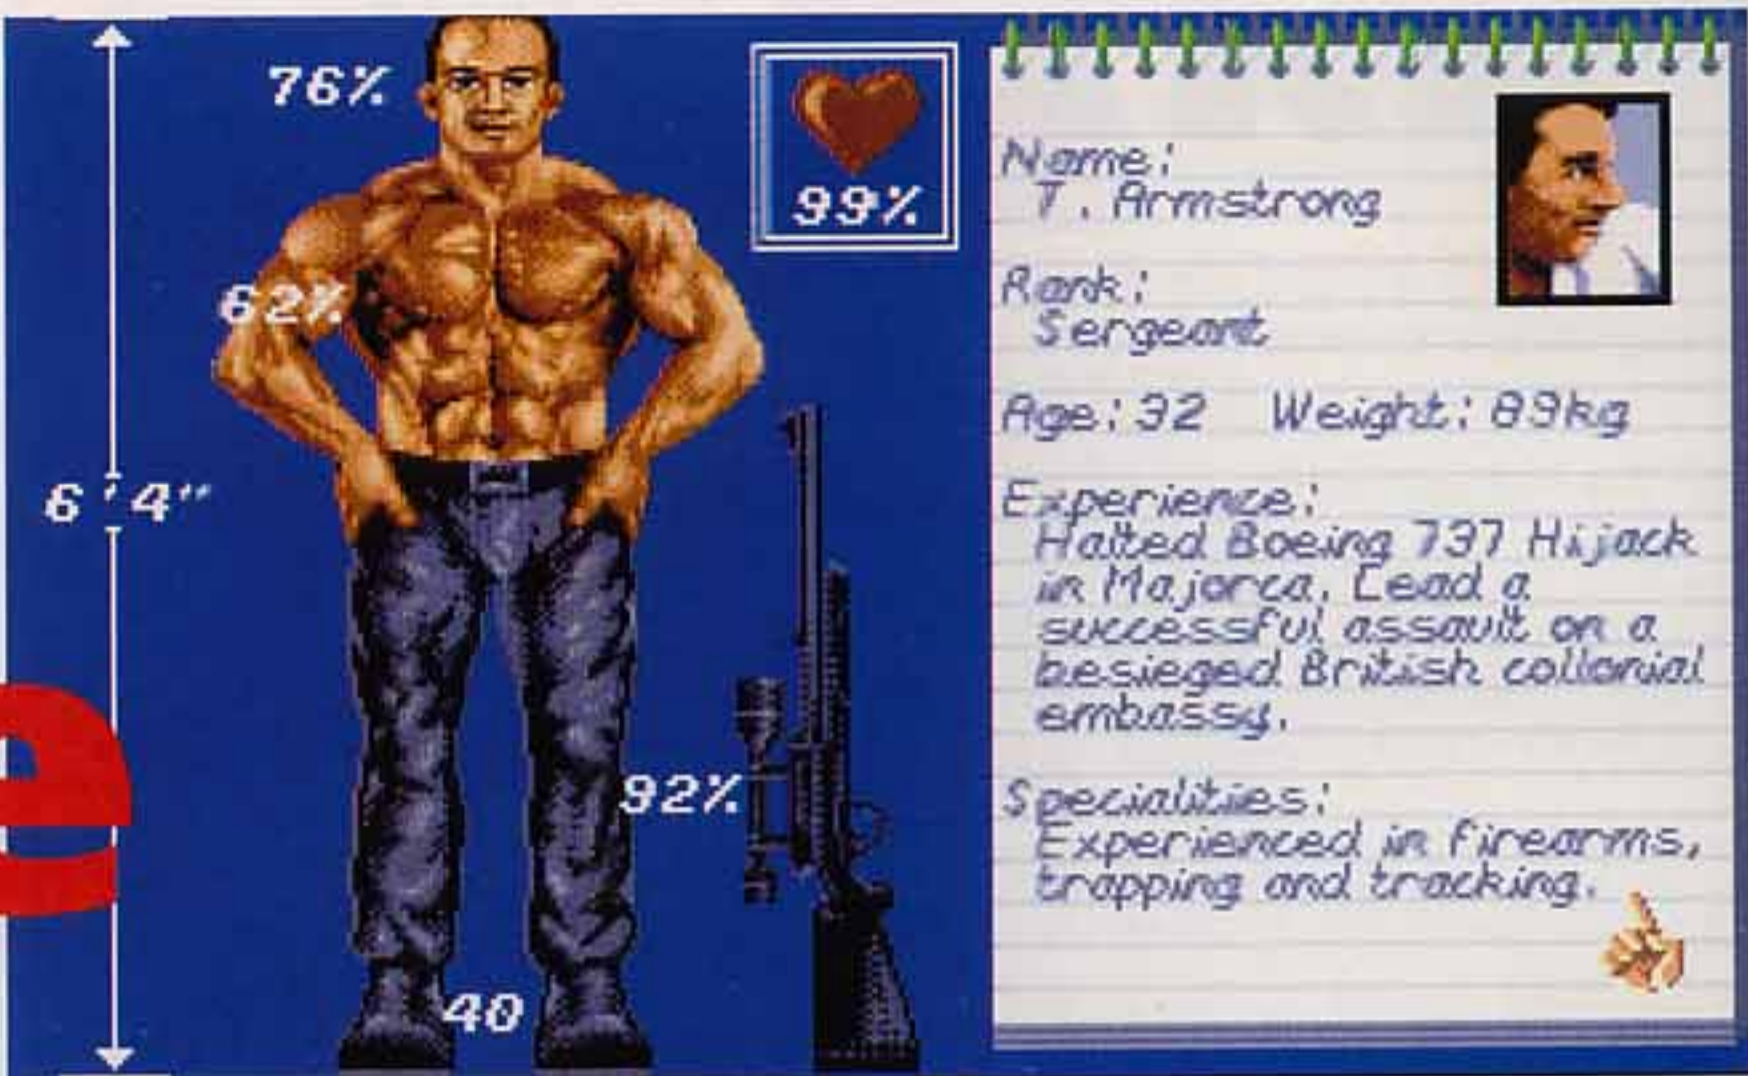 76%
99%
62%
6'4"
92%
40
Name:
T. Armstrong
Rank:
Sergeant
Age: 32 Weight: 89kg
Experience:
Halted Boeing 737 Hijack
in Majorca. Lead a
successful assault on a
besieged British collonial
embassy.
Specialities:
Experienced in firearms,
trapping and tracking.
e